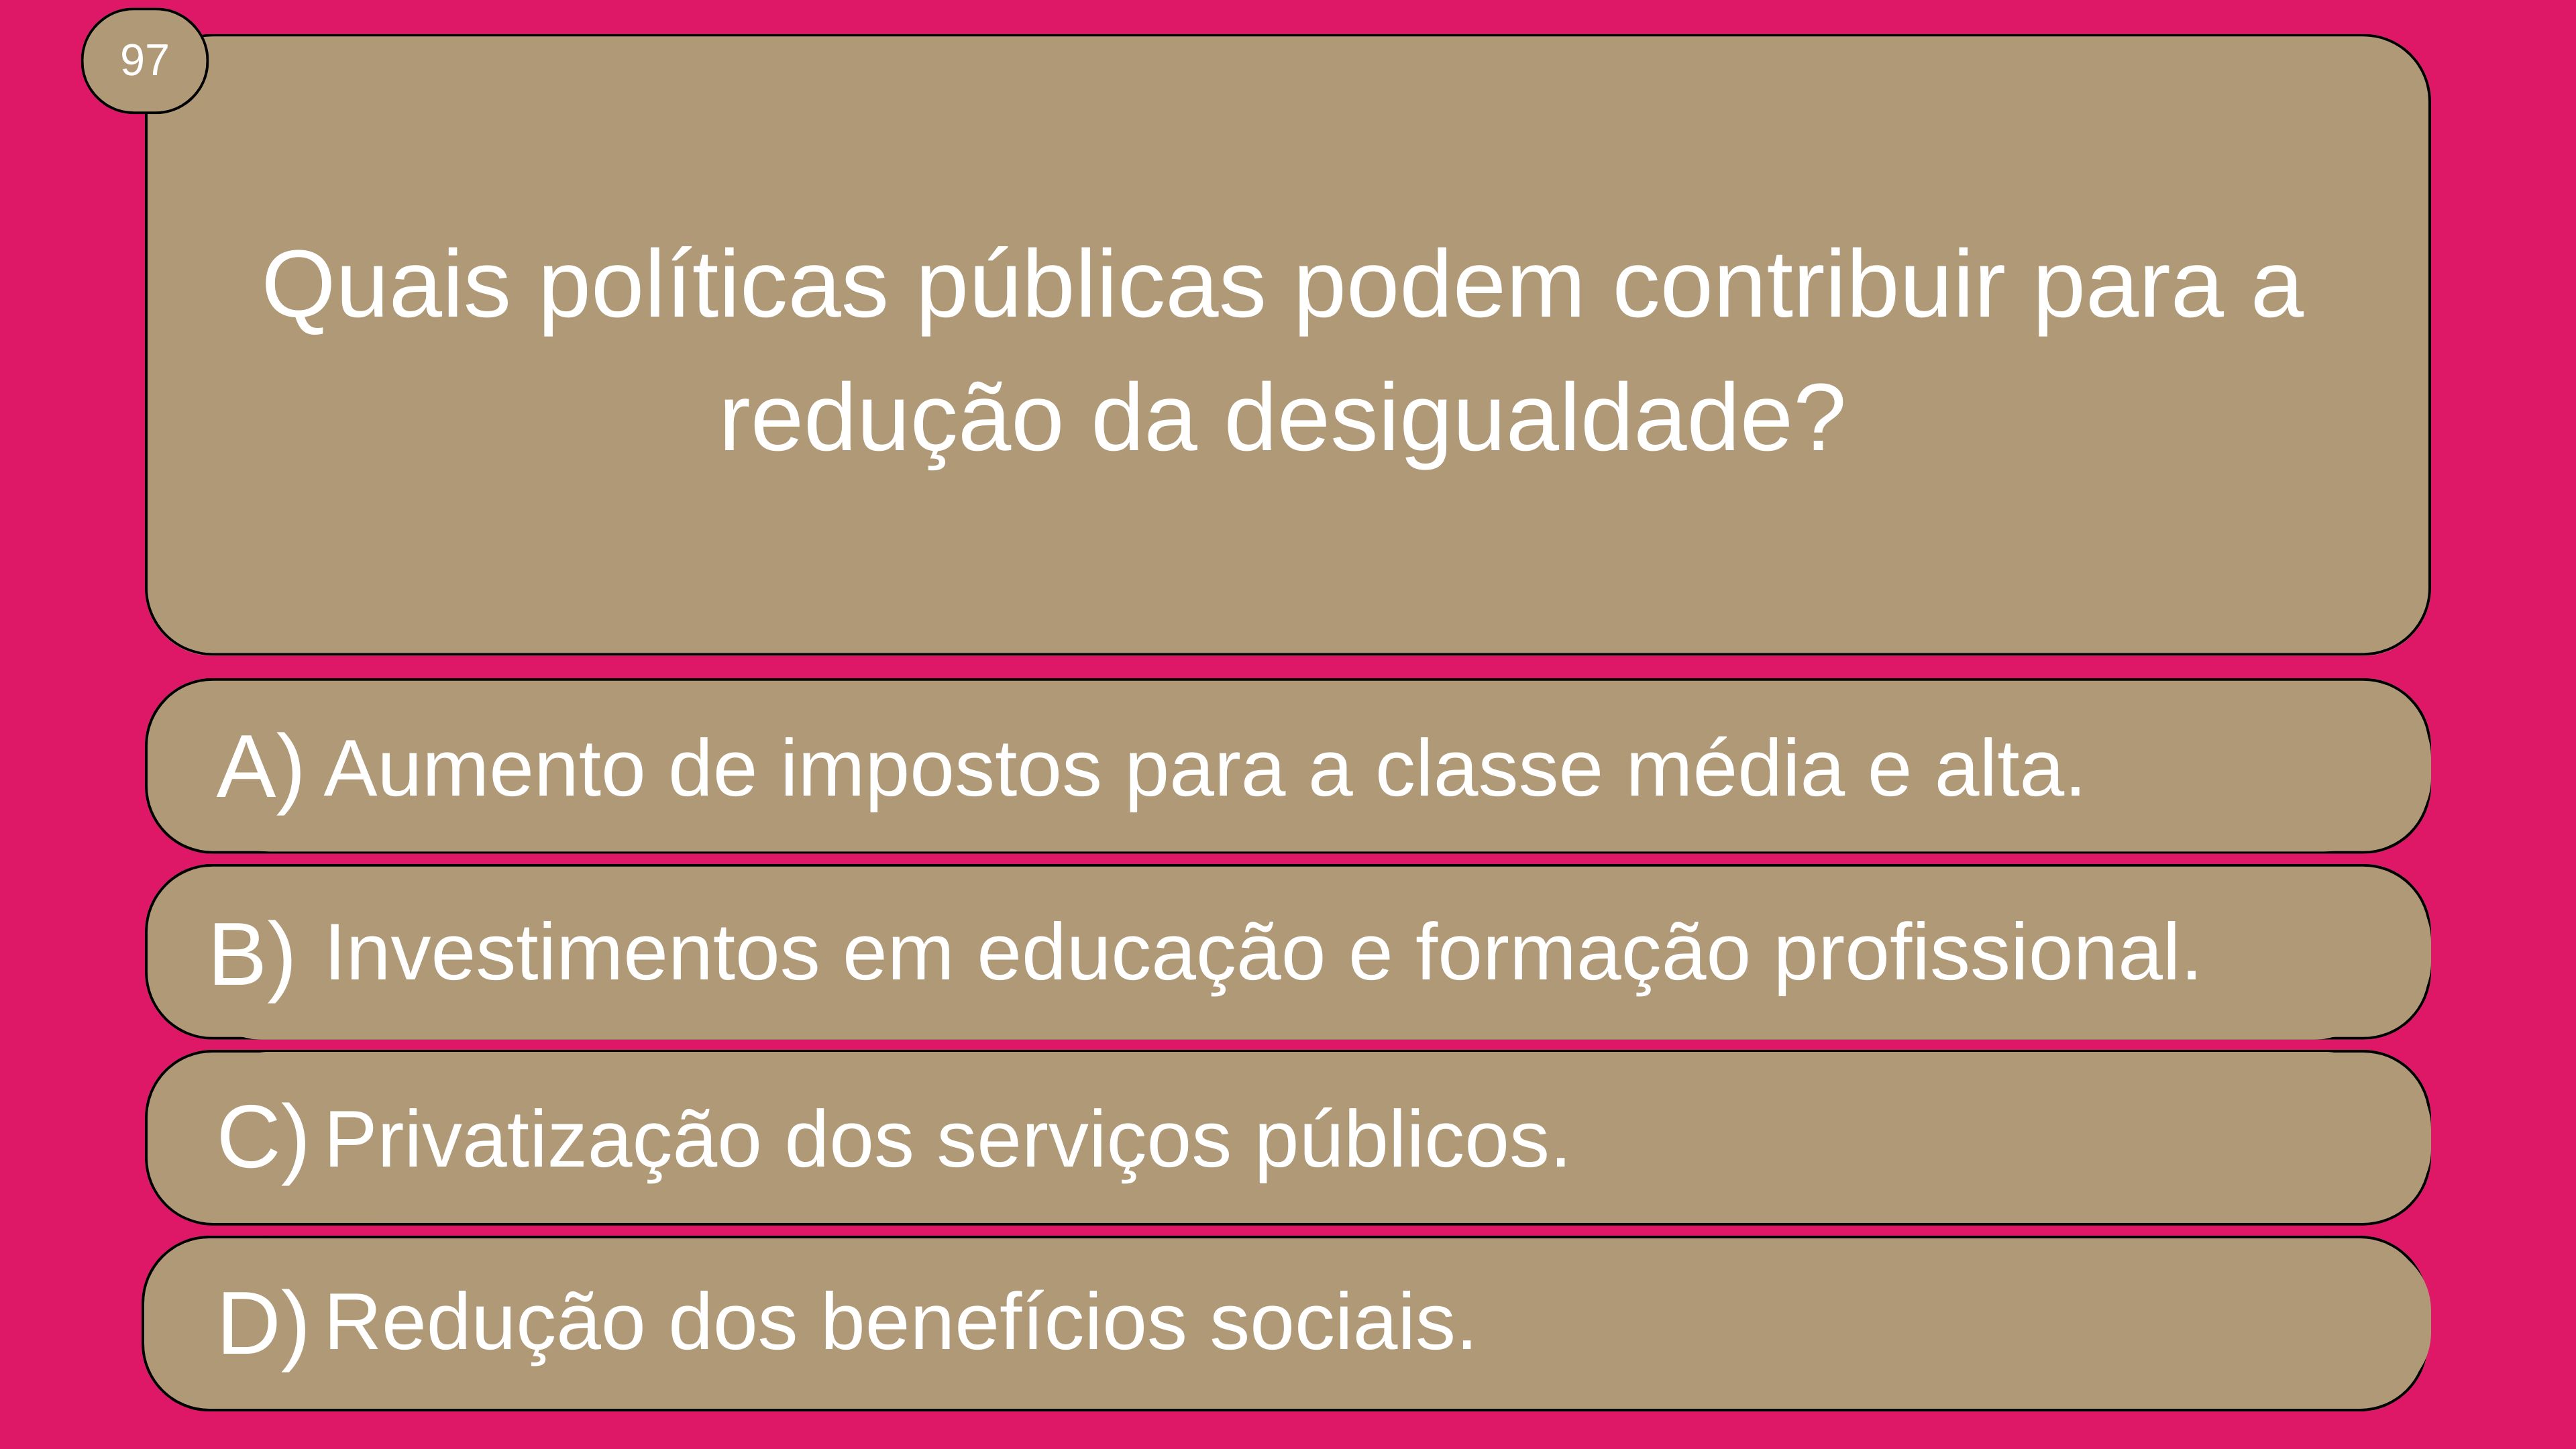 97
Quais políticas públicas podem contribuir para a
redução da desigualdade?
A) Aumento de impostos para a classe média e alta.
B) Investimentos em educação e formação profissional.
C) Privatização dos serviços públicos.
D) Redução dos benefícios sociais.